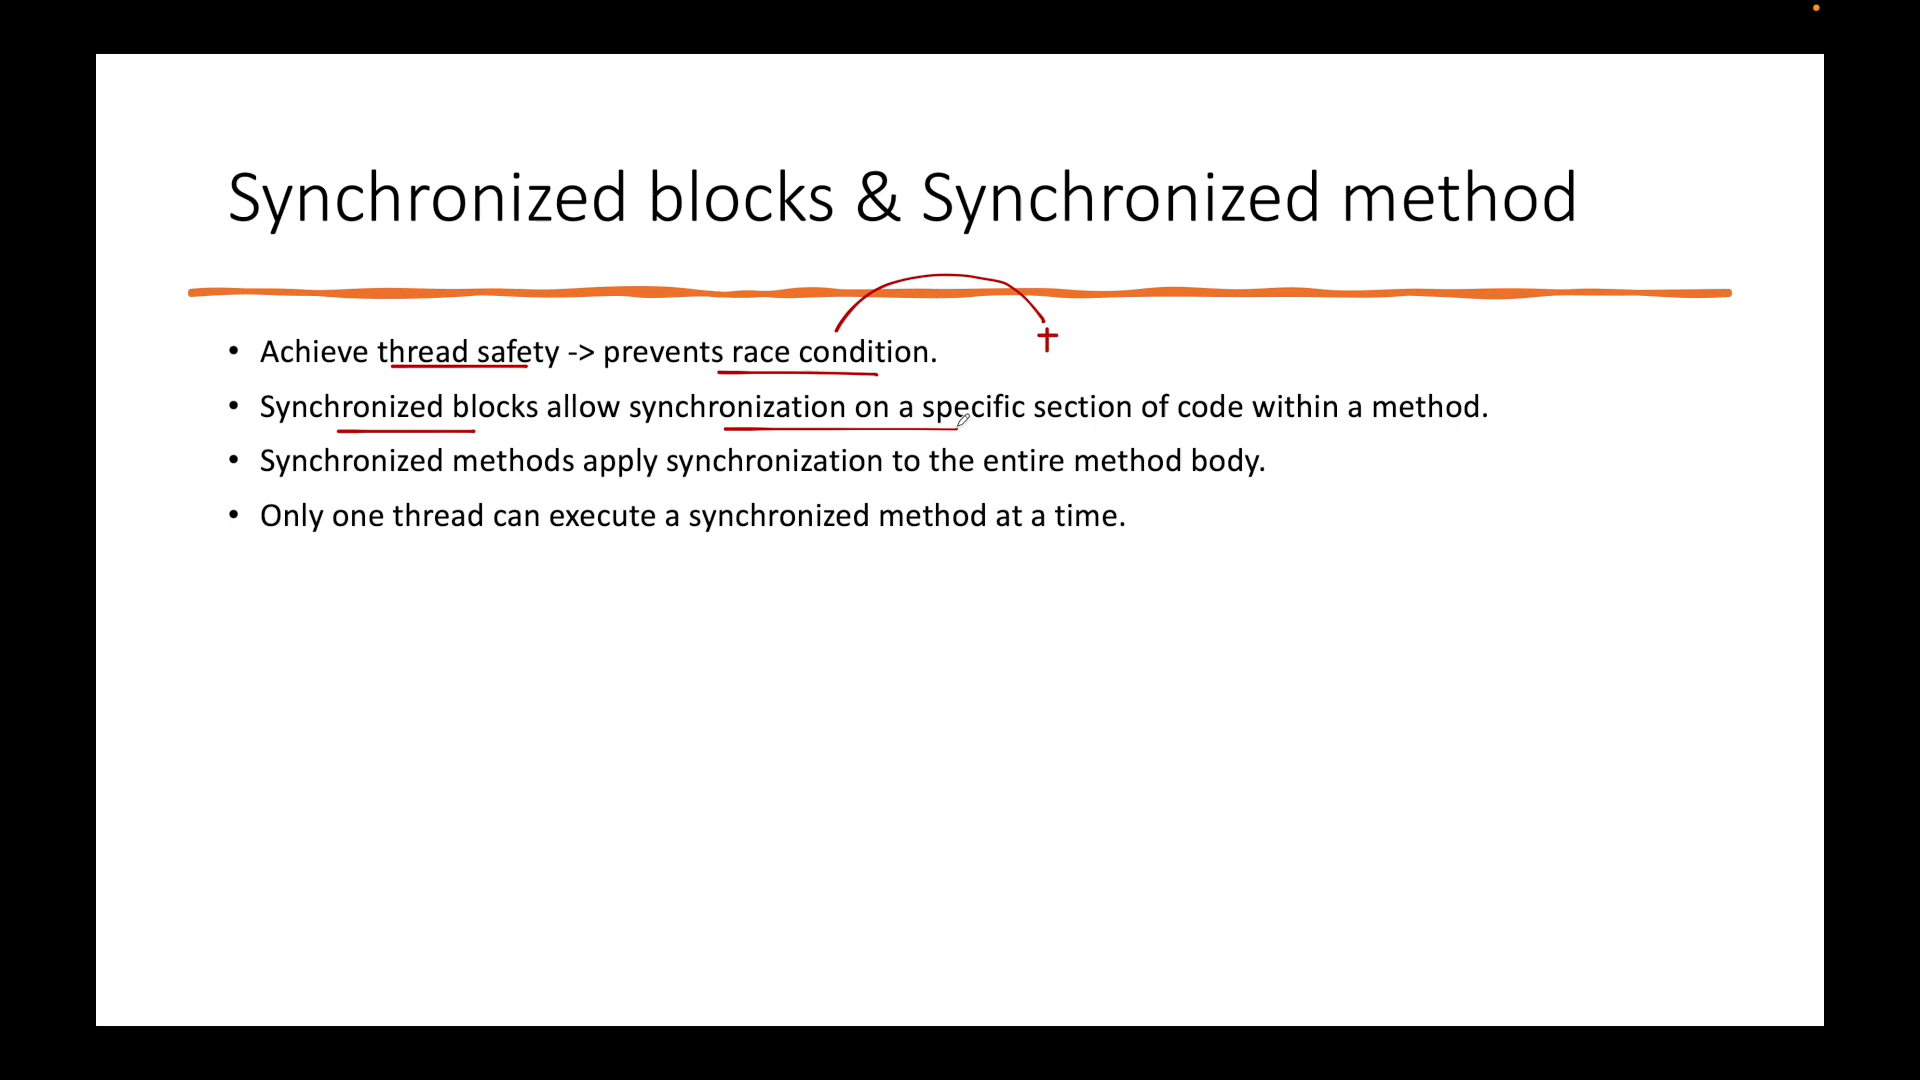 Synchronized blocks & Synchronized method
• Achieve thread safety -> prevents race condition.
• Synchronized blocks allow synchronization on a specific section of code within a method.
• Synchronized methods apply synchronization to the entire method body.
• Only one thread can execute a synchronized method at a time.